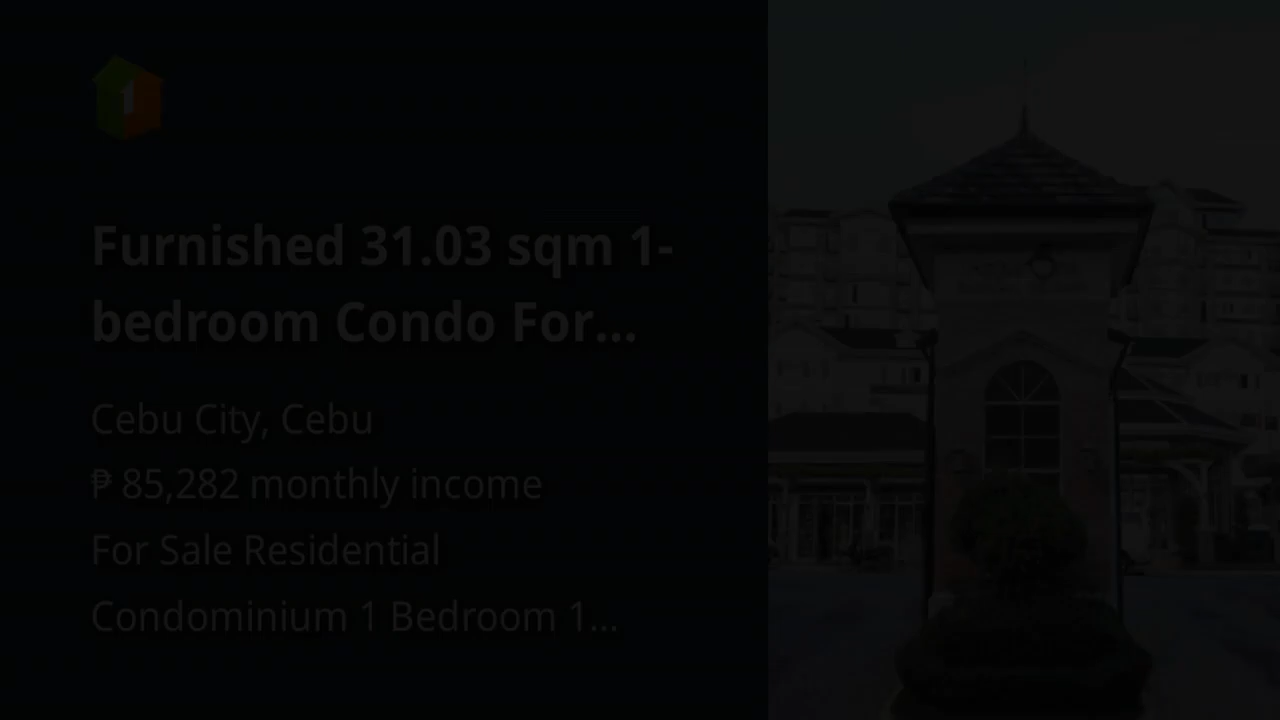 1
Furnished 31.03 sqm 1-
bedroom Condo For...
Cebu City, Cebu
₱ 85,282 monthly income
For Sale Residential
Condominium 1 Bedroom 1...